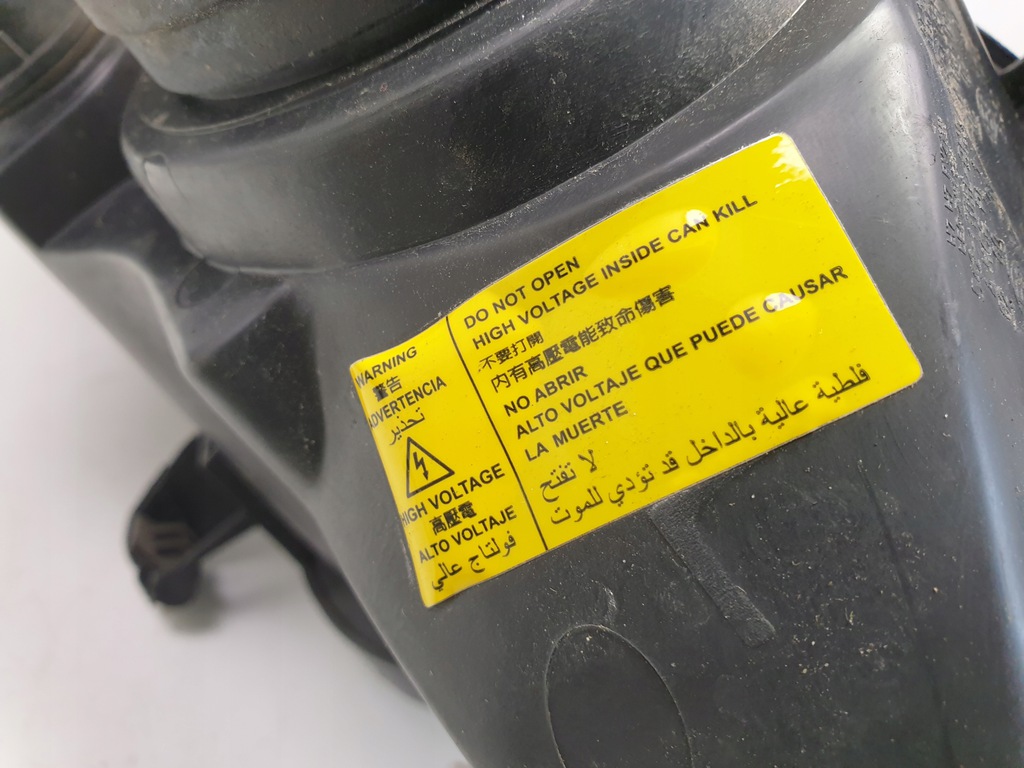 WARNING
警告
ADVERTENCIA
تحذير
HIGH VOLTAGE
高壓電
ALTO VOLTAJE
فولتاج عالي
DO NOT OPEN
HIGH VOLTAGE INSIDE CAN KILL
不要打開
内有高壓電能致命傷害
NO ABRIR
ALTO VOLTAJE QUE PUEDE CAUSAR
LA MUERTE
لا تفتح
فلطية عالية بالداخل قد تؤدي للموت